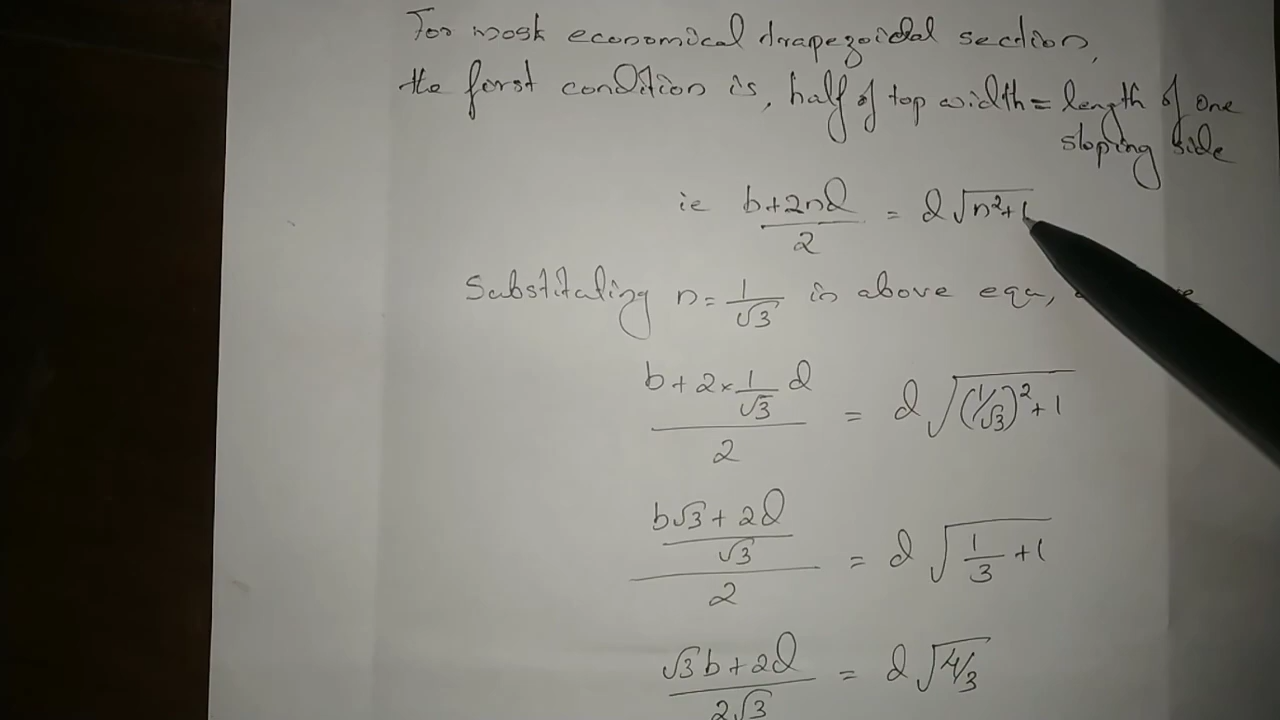 For most economical trapezoidal section,
the first condition is, half of top width = length of one
sloping side
ie (b+2nd)/2 = d√(n²+1
Substituting n = 1/√3 in above eqn,
(b + 2×1/√3 d)/2 = d√((1/√3)² + 1)
((b√3 + 2d)/√3)/2 = d√(1/3 + 1)
(√3b + 2d)/(2√3) = d√(4/3)